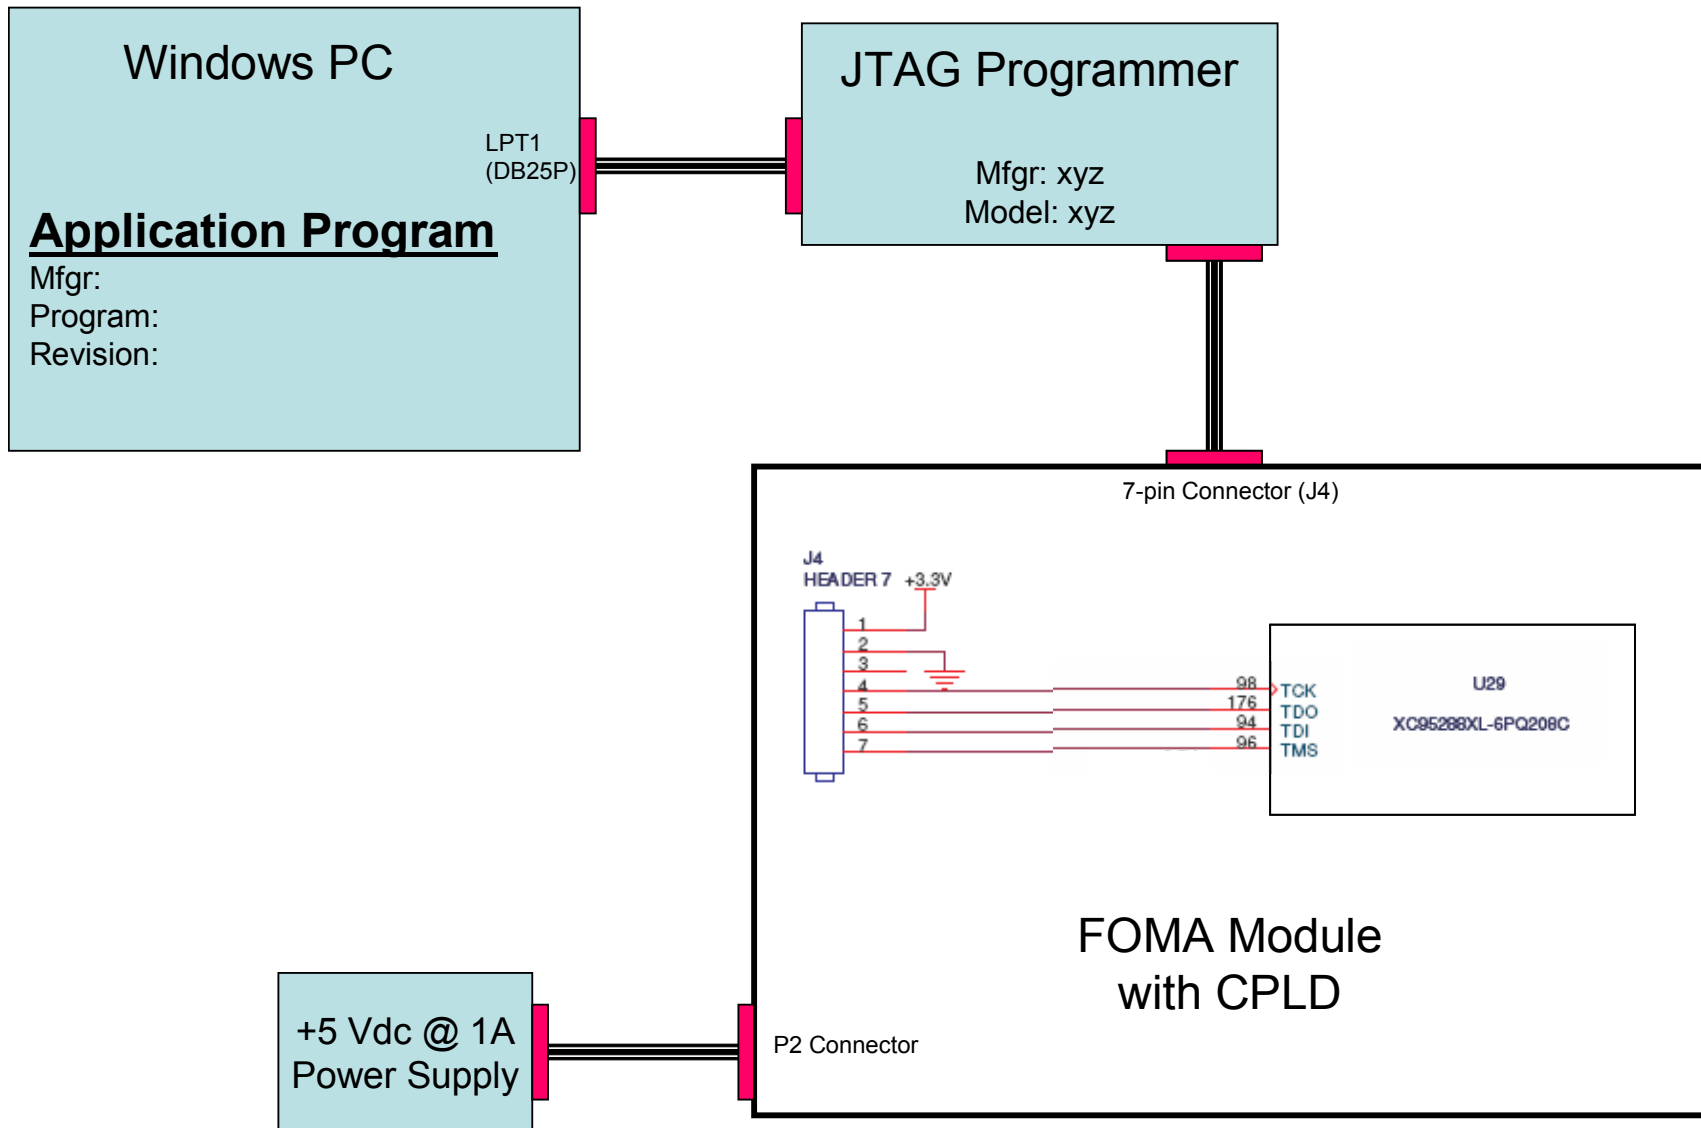 Windows PC
LPT1
(DB25P)
Application Program
Mfgr:
Program:
Revision:
JTAG Programmer
Mfgr: xyz
Model: xyz
7-pin Connector (J4)
J4
HEADER 7 +3.3V
1
2
3
4
5
6
7
98 TCK
176 TDO
94 TDI
96 TMS
U29
XC95288XL-6PQ208C
FOMA Module
with CPLD
+5 Vdc @ 1A
Power Supply
P2 Connector